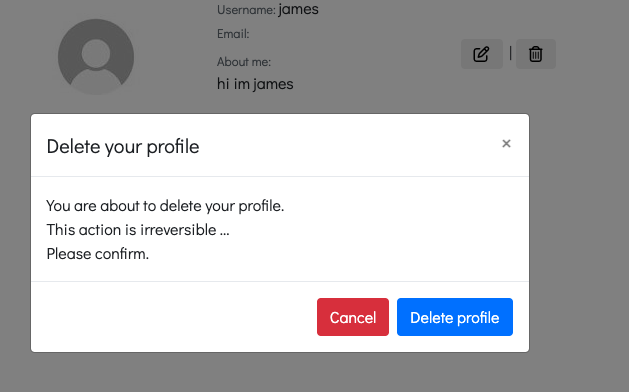 Username: james
Email:
About me:
hi im james
|
Delete your profile
×
You are about to delete your profile.
This action is irreversible ...
Please confirm.
Cancel
Delete profile